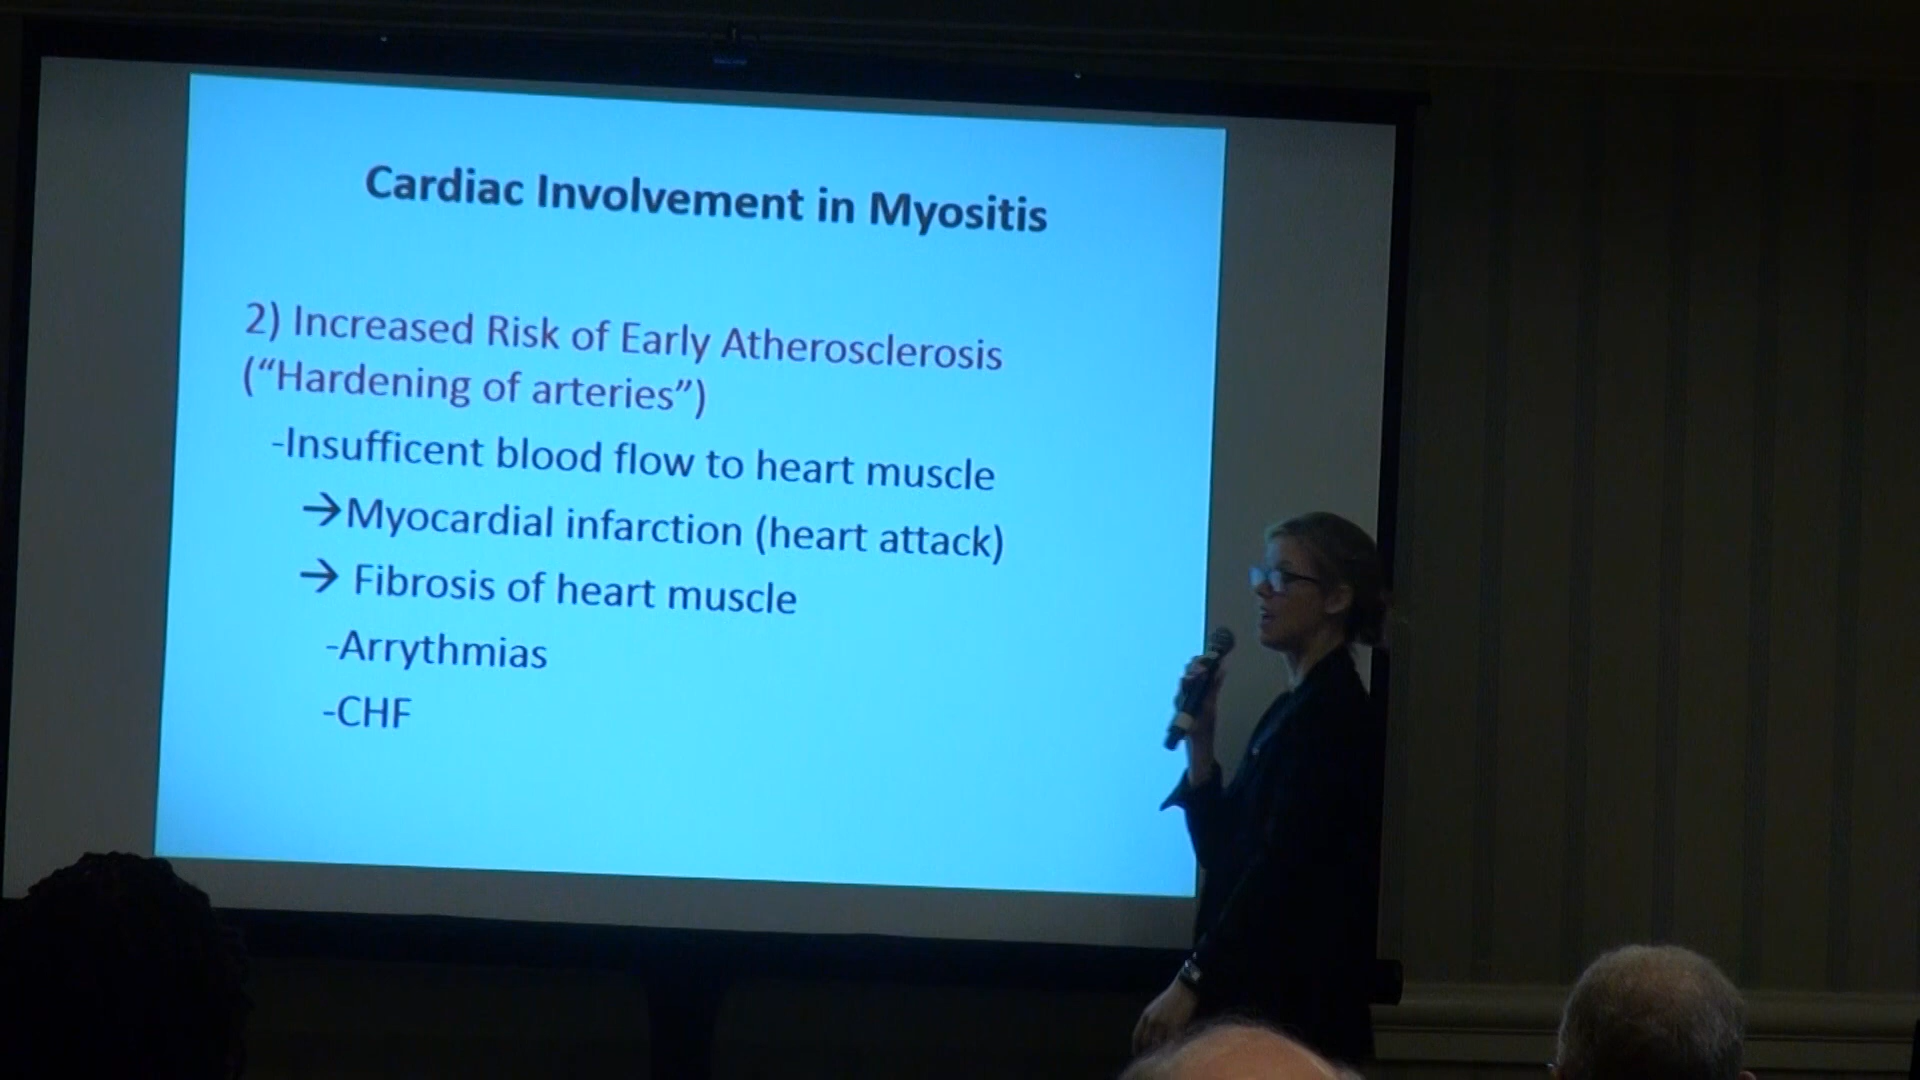 Cardiac Involvement in Myositis
2) Increased Risk of Early Atherosclerosis
(“Hardening of arteries”)
-Insufficent blood flow to heart muscle
→Myocardial infarction (heart attack)
→ Fibrosis of heart muscle
-Arrythmias
-CHF